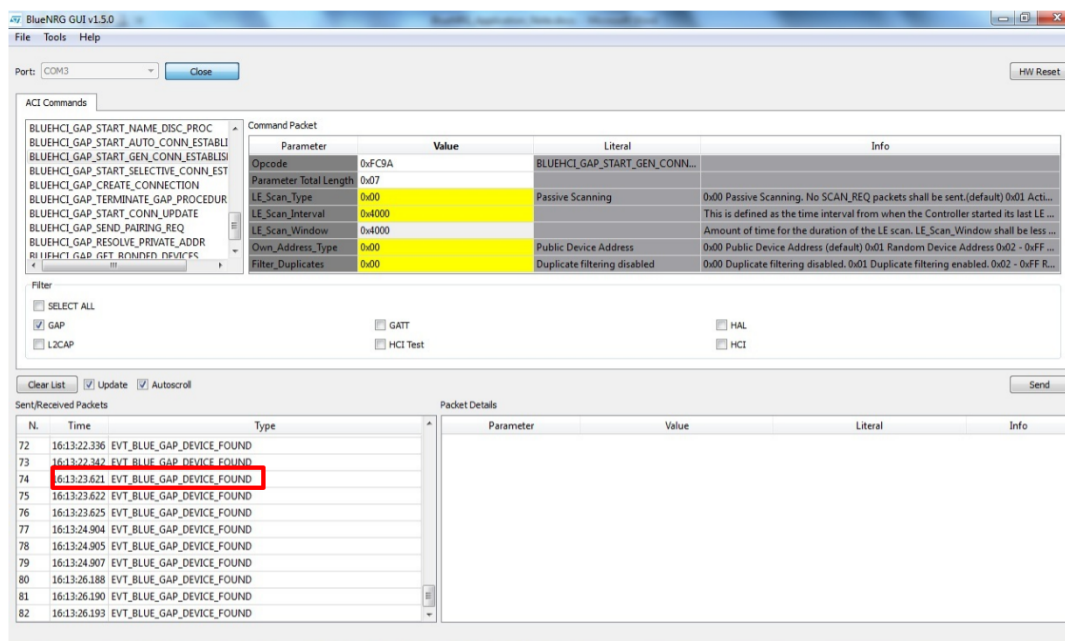 BlueNRG GUI v1.5.0
File Tools Help
Port: COM3 Close HW Reset
ACI Commands
BLUEHCI_GAP_START_NAME_DISC_PROC
BLUEHCI_GAP_START_AUTO_CONN_ESTABLI
BLUEHCI_GAP_START_GEN_CONN_ESTABLIS
BLUEHCI_GAP_START_SELECTIVE_CONN_EST
BLUEHCI_GAP_CREATE_CONNECTION
BLUEHCI_GAP_TERMINATE_GAP_PROCEDUR
BLUEHCI_GAP_START_CONN_UPDATE
BLUEHCI_GAP_SEND_PAIRING_REQ
BLUEHCI_GAP_RESOLVE_PRIVATE_ADDR
BLUEHCI_GAP_GET_BONDED_DEVICES
Command Packet
Parameter Value Literal Info
Opcode 0xFC9A BLUEHCI_GAP_START_GEN_CONN...
Parameter Total Length 0x07
LE_Scan_Type 0x00 Passive Scanning 0x00 Passive Scanning. No SCAN_REQ packets shall be sent.(default) 0x01 Acti...
LE_Scan_Interval 0x4000 This is defined as the time interval from when the Controller started its last LE ...
LE_Scan_Window 0x4000 Amount of time for the duration of the LE scan. LE_Scan_Window shall be less ...
Own_Address_Type 0x00 Public Device Address 0x00 Public Device Address (default) 0x01 Random Device Address 0x02 - 0xFF ...
Filter_Duplicates 0x00 Duplicate filtering disabled 0x00 Duplicate filtering disabled. 0x01 Duplicate filtering enabled. 0x02 - 0xFF R...
Filter
SELECT ALL
GAP GATT HAL
L2CAP HCI Test HCI
Clear List Update Autoscroll Send
Sent/Received Packets
N. Time Type
72 16:13:22.336 EVT_BLUE_GAP_DEVICE_FOUND
73 16:13:22.342 EVT_BLUE_GAP_DEVICE_FOUND
74 16:13:23.621 EVT_BLUE_GAP_DEVICE_FOUND
75 16:13:23.622 EVT_BLUE_GAP_DEVICE_FOUND
76 16:13:23.625 EVT_BLUE_GAP_DEVICE_FOUND
77 16:13:24.904 EVT_BLUE_GAP_DEVICE_FOUND
78 16:13:24.905 EVT_BLUE_GAP_DEVICE_FOUND
79 16:13:24.907 EVT_BLUE_GAP_DEVICE_FOUND
80 16:13:26.188 EVT_BLUE_GAP_DEVICE_FOUND
81 16:13:26.190 EVT_BLUE_GAP_DEVICE_FOUND
82 16:13:26.193 EVT_BLUE_GAP_DEVICE_FOUND
Packet Details
Parameter Value Literal Info